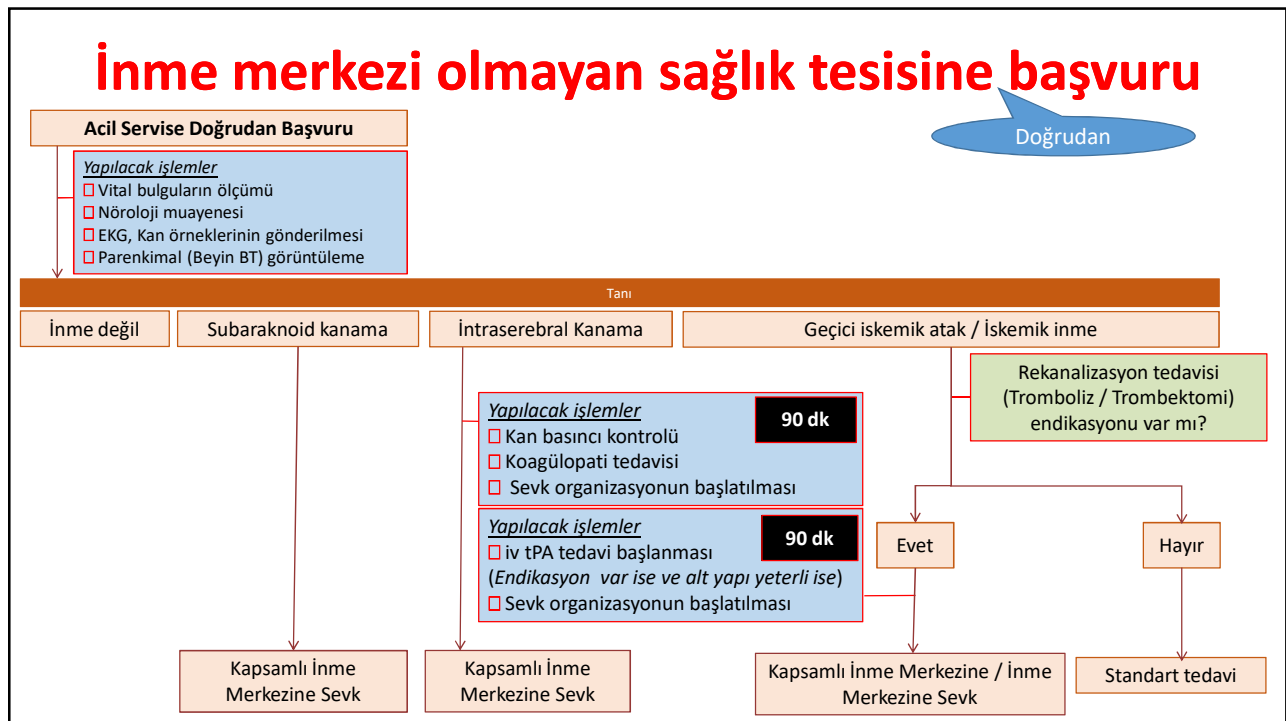 İnme merkezi olmayan sağlık tesisine başvuru
Doğrudan
Acil Servise Doğrudan Başvuru
Yapılacak işlemler
Vital bulguların ölçümü
Nöroloji muayenesi
EKG, Kan örneklerinin gönderilmesi
Parenkimal (Beyin BT) görüntüleme
Tanı
İnme değil
Subaraknoid kanama
İntraserebral Kanama
Geçici iskemik atak / İskemik inme
Rekanalizasyon tedavisi
(Tromboliz / Trombektomi)
endikasyonu var mı?
Yapılacak işlemler
90 dk
Kan basıncı kontrolü
Koagülopati tedavisi
Sevk organizasyonun başlatılması
Yapılacak işlemler
90 dk
iv tPA tedavi başlanması
(Endikasyon var ise ve alt yapı yeterli ise)
Sevk organizasyonun başlatılması
Evet
Hayır
Kapsamlı İnme
Merkezine Sevk
Kapsamlı İnme
Merkezine Sevk
Kapsamlı İnme Merkezine / İnme
Merkezine Sevk
Standart tedavi